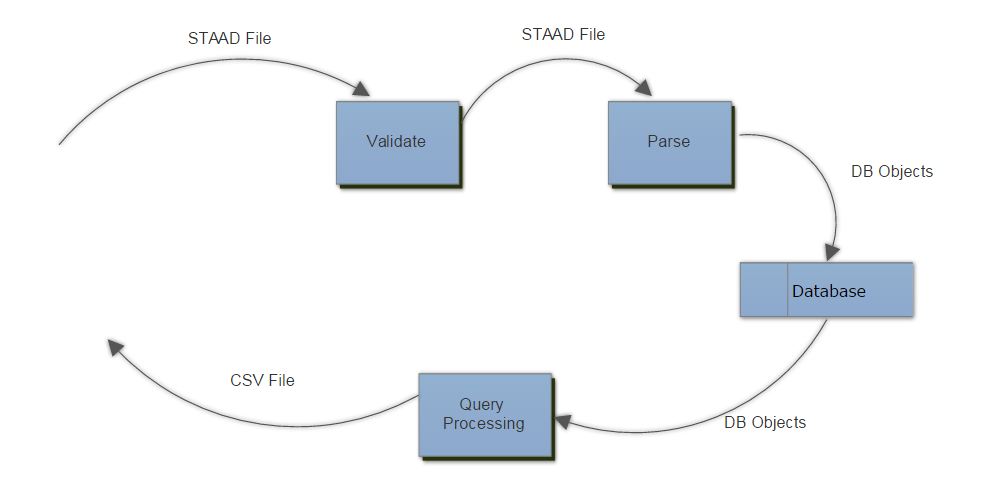 STAAD File
STAAD File
Validate
Parse
DB Objects
Database
CSV File
Query
Processing
DB Objects